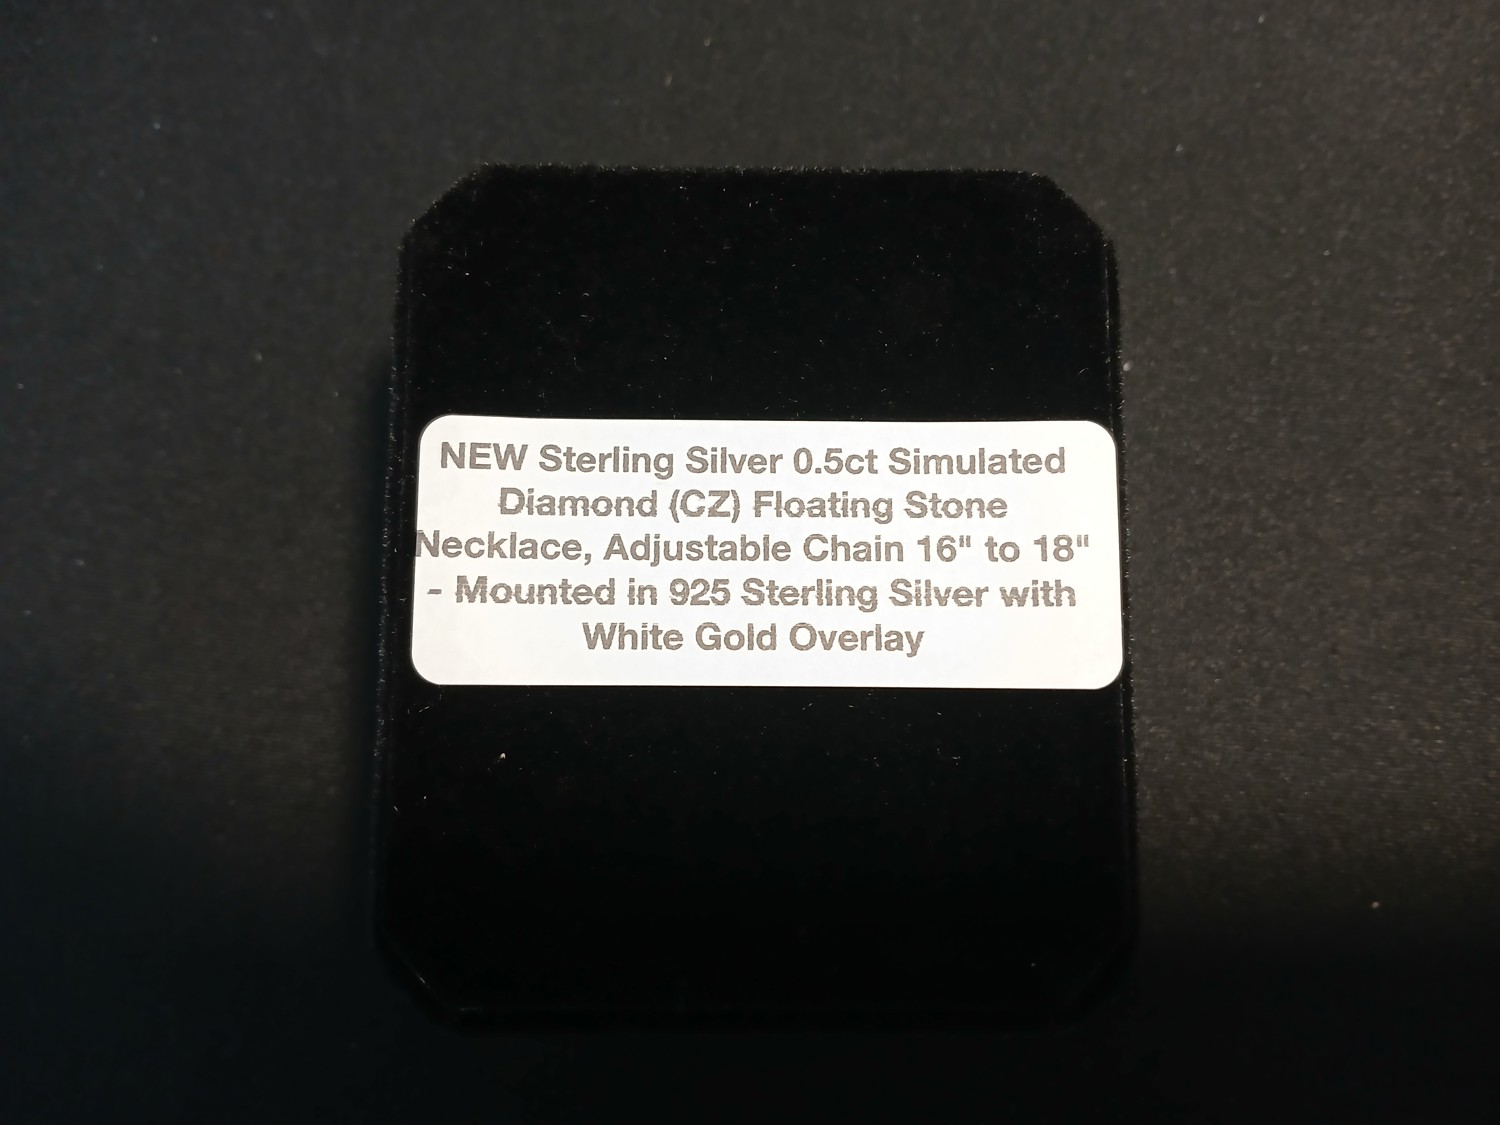 NEW Sterling Silver 0.5ct Simulated
Diamond (CZ) Floating Stone
Necklace, Adjustable Chain 16" to 18"
- Mounted in 925 Sterling Silver with
White Gold Overlay